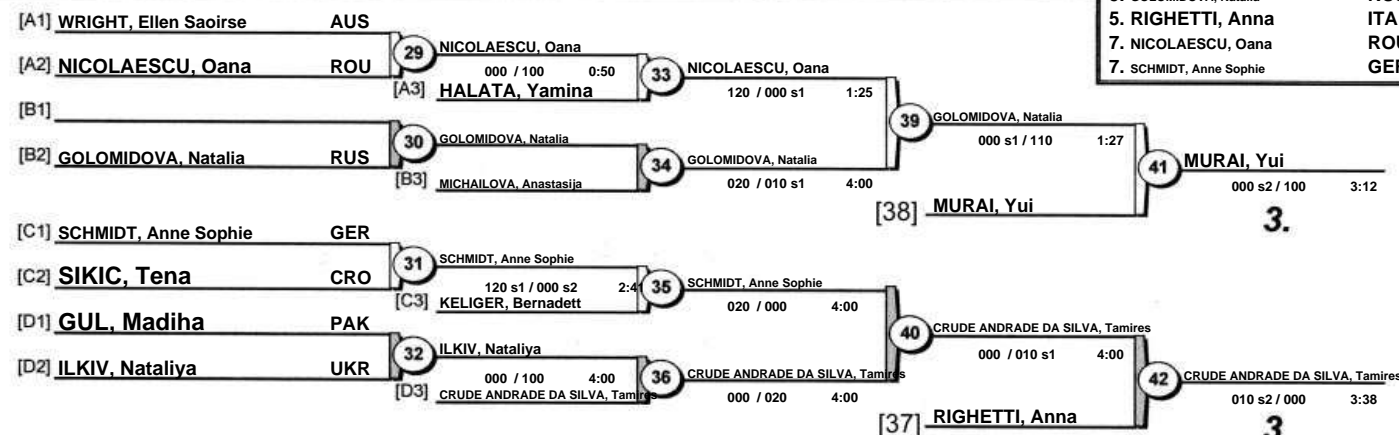 [A1] WRIGHT, Ellen Saoirse AUS
[A2] NICOLAESCU, Oana ROU
29
NICOLAESCU, Oana
000 / 100 0:50
[A3] HALATA, Yamina
33
NICOLAESCU, Oana
120 / 000 s1 1:25
[B1]
[B2] GOLOMIDOVA, Natalia RUS
30
GOLOMIDOVA, Natalia
[B3] MICHAILOVA, Anastasija
34
GOLOMIDOVA, Natalia
020 / 010 s1 4:00
39
GOLOMIDOVA, Natalia
000 s1 / 110 1:27
[38] MURAI, Yui
41
MURAI, Yui
000 s2 / 100 3:12
3.
[C1] SCHMIDT, Anne Sophie GER
[C2] SIKIC, Tena CRO
31
SCHMIDT, Anne Sophie
120 s1 / 000 s2 2:41
[C3] KELIGER, Bernadett
35
SCHMIDT, Anne Sophie
020 / 000 4:00
[D1] GUL, Madiha PAK
[D2] ILKIV, Nataliya UKR
32
ILKIV, Nataliya
000 / 100 4:00
[D3] CRUDE ANDRADE DA SILVA, Tamires
36
CRUDE ANDRADE DA SILVA, Tamires
000 / 020 4:00
40
CRUDE ANDRADE DA SILVA, Tamires
000 / 010 s1 4:00
[37] RIGHETTI, Anna
42
CRUDE ANDRADE DA SILVA, Tamires
010 s2 / 000 3:38
3
5. RIGHETTI, Anna ITA
7. NICOLAESCU, Oana ROU
7. SCHMIDT, Anne Sophie GER